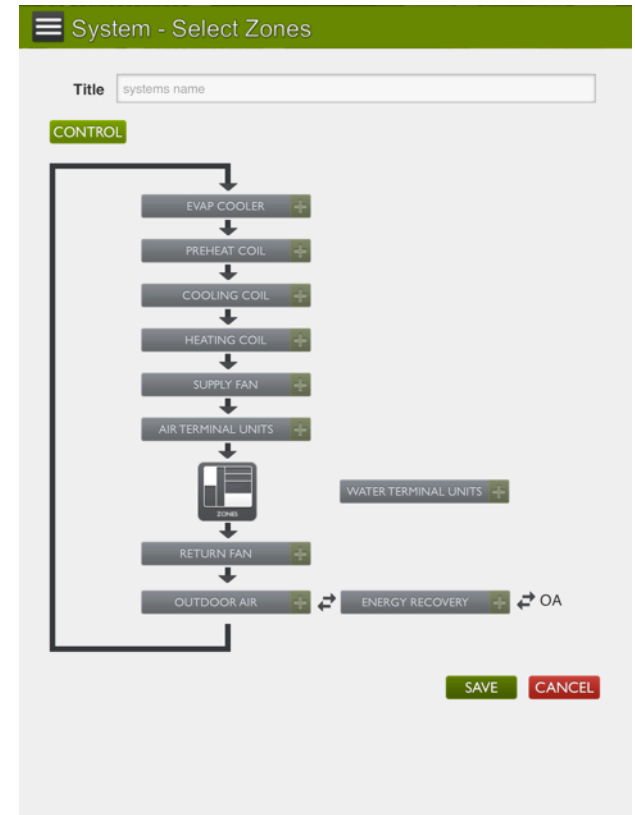 System - Select Zones
Title systems name
CONTROL
EVAP COOLER
PREHEAT COIL
COOLING COIL
HEATING COIL
SUPPLY FAN
AIR TERMINAL UNITS
ZONES
WATER TERMINAL UNITS
RETURN FAN
OUTDOOR AIR ENERGY RECOVERY OA
SAVE CANCEL